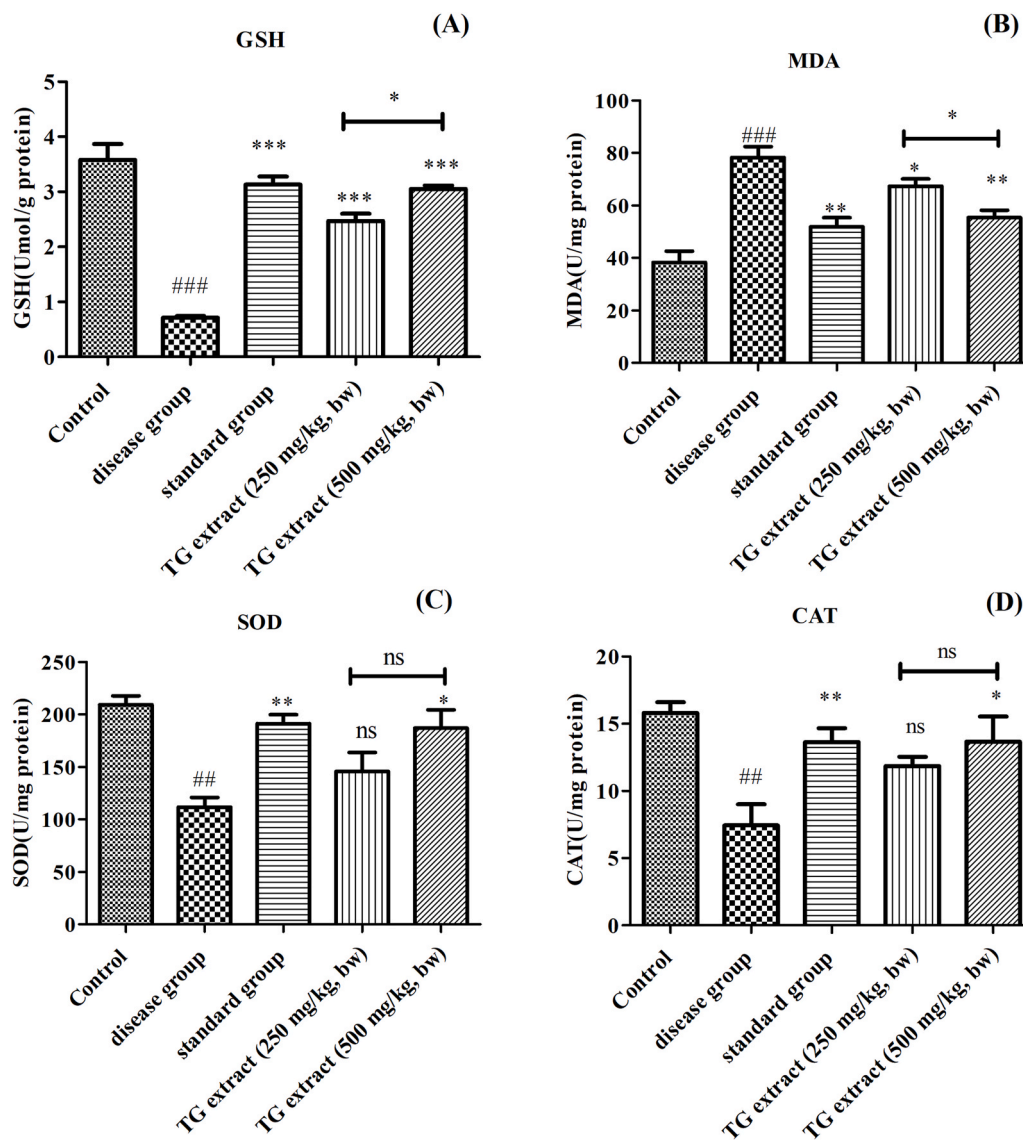 (A)
GSH
GSH(Umol/g protein)
5
4
3
2
1
0
###
***
***
***
*
Control
disease group
standard group
TG extract (250 mg/kg, bw)
TG extract (500 mg/kg, bw)
(B)
MDA
MDA(U/mg protein)
100
80
60
40
20
0
###
**
*
**
*
Control
disease group
standard group
TG extract (250 mg/kg, bw)
TG extract (500 mg/kg, bw)
(C)
SOD
SOD(U/mg protein)
250
200
150
100
50
0
##
**
ns
*
ns
Control
disease group
standard group
TG extract (250 mg/kg, bw)
TG extract (500 mg/kg, bw)
(D)
CAT
CAT(U/mg protein)
20
15
10
5
0
##
**
ns
*
ns
Control
disease group
standard group
TG extract (250 mg/kg, bw)
TG extract (500 mg/kg, bw)